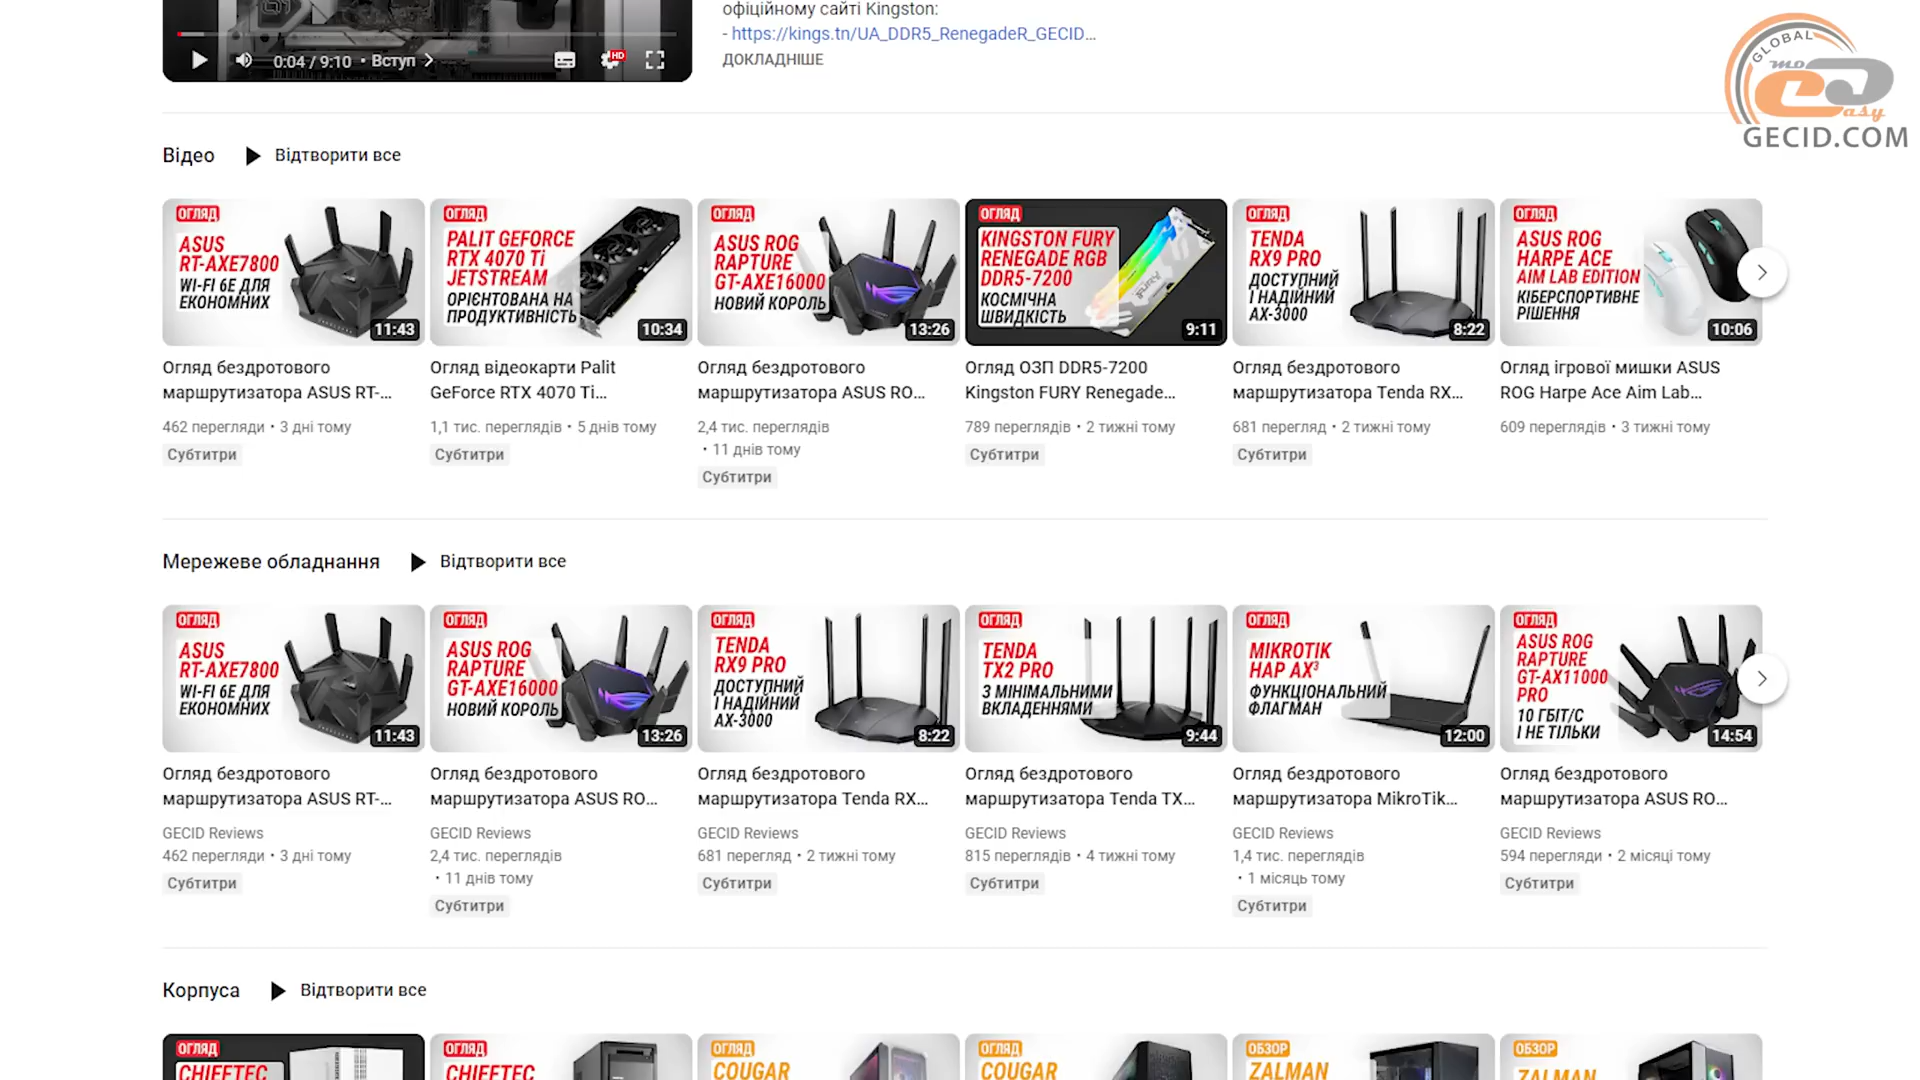 офіційному сайті Kingston:
- https://kings.tn/UA_DDR5_RenegadeR_GECID...
ДОКЛАДНІШЕ
0:04 / 9:10 • Вступ
HD
GLOBAL
mo
easy
GECID.COM
Відео
Відтворити все
ОГЛЯД
ASUS
RT-AXE7800
WI-FI 6E ДЛЯ
ЕКОНОМНИХ
11:43
ОГЛЯД
PALIT GEFORCE
RTX 4070 Ti
JETSTREAM
ОРІЄНТОВАНА НА
ПРОДУКТИВНІСТЬ
10:34
ОГЛЯД
ASUS ROG
RAPTURE
GT-AXE16000
НОВИЙ КОРОЛЬ
13:26
ОГЛЯД
KINGSTON FURY
RENEGADE RGB
DDR5-7200
КОСМІЧНА
ШВИДКІСТЬ
FURY
9:11
ОГЛЯД
TENDA
RX9 PRO
ДОСТУПНИЙ
І НАДІЙНИЙ
AX-3000
8:22
ОГЛЯД
ASUS ROG
HARPE ACE
AIM LAB EDITION
КІБЕРСПОРТИВНЕ
РІШЕННЯ
10:06
Огляд бездротового
маршрутизатора ASUS RT-...
462 перегляди • 3 дні тому
Субтитри
Огляд відеокарти Palit
GeForce RTX 4070 Ti...
1,1 тис. переглядів • 5 днів тому
Субтитри
Огляд бездротового
маршрутизатора ASUS RO...
2,4 тис. переглядів
• 11 днів тому
Субтитри
Огляд ОЗП DDR5-7200
Kingston FURY Renegade...
789 переглядів • 2 тижні тому
Субтитри
Огляд бездротового
маршрутизатора Tenda RX...
681 перегляд • 2 тижні тому
Субтитри
Огляд ігрової мишки ASUS
ROG Harpe Ace Aim Lab...
609 переглядів • 3 тижні тому
Мережеве обладнання
Відтворити все
ОГЛЯД
ASUS
RT-AXE7800
WI-FI 6E ДЛЯ
ЕКОНОМНИХ
11:43
ОГЛЯД
ASUS ROG
RAPTURE
GT-AXE16000
НОВИЙ КОРОЛЬ
13:26
ОГЛЯД
TENDA
RX9 PRO
ДОСТУПНИЙ
І НАДІЙНИЙ
AX-3000
8:22
ОГЛЯД
TENDA
TX2 PRO
З МІНІМАЛЬНИМИ
ВКЛАДЕННЯМИ
9:44
ОГЛЯД
MIKROTIK
HAP AX³
ФУНКЦІОНАЛЬНИЙ
ФЛАГМАН
12:00
ОГЛЯД
ASUS ROG
RAPTURE
GT-AX11000
PRO
10 ГБІТ/С
І НЕ ТІЛЬКИ
14:54
Огляд бездротового
маршрутизатора ASUS RT-...
GECID Reviews
462 перегляди • 3 дні тому
Субтитри
Огляд бездротового
маршрутизатора ASUS RO...
GECID Reviews
2,4 тис. переглядів
• 11 днів тому
Субтитри
Огляд бездротового
маршрутизатора Tenda RX...
GECID Reviews
681 перегляд • 2 тижні тому
Субтитри
Огляд бездротового
маршрутизатора Tenda TX...
GECID Reviews
815 переглядів • 4 тижні тому
Субтитри
Огляд бездротового
маршрутизатора MikroTik...
GECID Reviews
1,4 тис. переглядів
• 1 місяць тому
Субтитри
Огляд бездротового
маршрутизатора ASUS RO...
GECID Reviews
594 перегляди • 2 місяці тому
Субтитри
Корпуса
Відтворити все
ОГЛЯД
CHIEFTEC
ОГЛЯД
CHIEFTEC
ОГЛЯД
COUGAR
ОГЛЯД
COUGAR
ОБЗОР
ZALMAN
ОБЗОР
ZALMAN